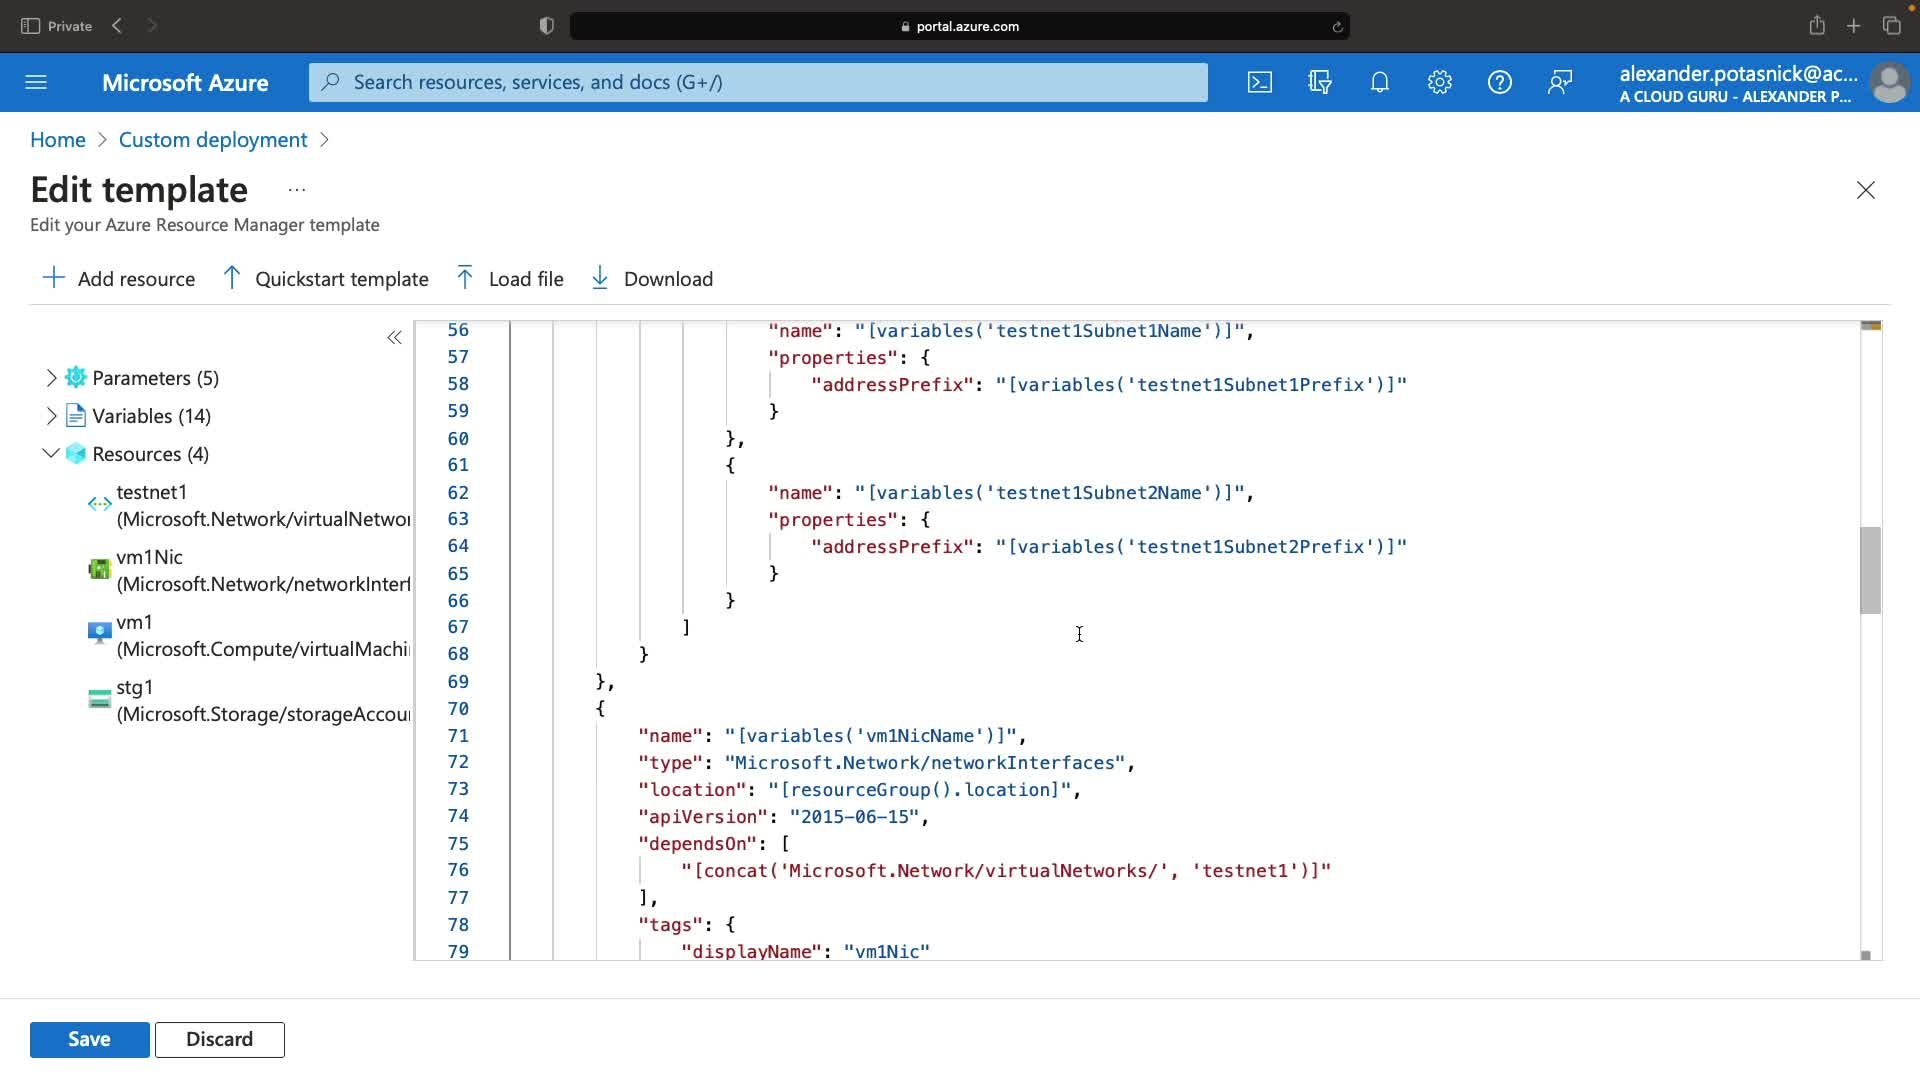 Private
portal.azure.com
Microsoft Azure
Search resources, services, and docs (G+/)
alexander.potasnick@ac...
A CLOUD GURU - ALEXANDER P...
Home > Custom deployment >
Edit template ...
Edit your Azure Resource Manager template
Add resource Quickstart template Load file Download
Parameters (5)
Variables (14)
Resources (4)
testnet1
(Microsoft.Network/virtualNetwor
vm1Nic
(Microsoft.Network/networkInterf
vm1
(Microsoft.Compute/virtualMachi
stg1
(Microsoft.Storage/storageAccou
56 "name": "[variables('testnet1Subnet1Name')]",
57 "properties": {
58 "addressPrefix": "[variables('testnet1Subnet1Prefix')]"
59 }
60 },
61 {
62 "name": "[variables('testnet1Subnet2Name')]",
63 "properties": {
64 "addressPrefix": "[variables('testnet1Subnet2Prefix')]"
65 }
66 }
67 ]
68 }
69 },
70 {
71 "name": "[variables('vm1NicName')]",
72 "type": "Microsoft.Network/networkInterfaces",
73 "location": "[resourceGroup().location]",
74 "apiVersion": "2015-06-15",
75 "dependsOn": [
76 "[concat('Microsoft.Network/virtualNetworks/', 'testnet1')]"
77 ],
78 "tags": {
79 "displayName": "vm1Nic"
Save
Discard